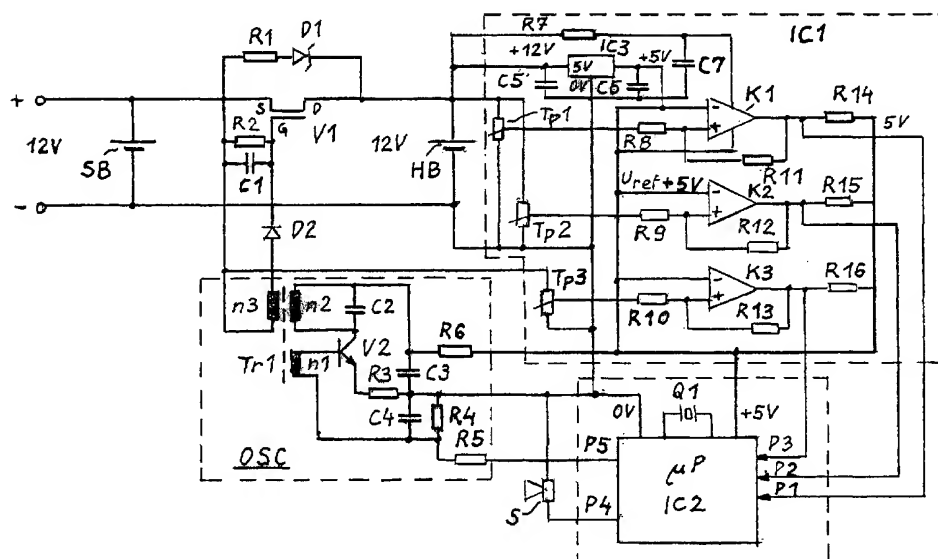 R1
D1
R7
IC1
+12V
IC3
+5V
5V
0V
C5
C6
C7
+
S
D
G
V1
R2
C1
12V
SB
12V
HB
-
Tp1
R8
K1
-
+
R14
5V
R11
Uref +5V
K2
-
+
R15
Tp2
R9
R12
D2
Tp3
K3
-
+
R16
R10
R13
n3
n2
C2
R6
Tr1
n1
V2
R3
C3
C4
R4
R5
OSC
0V
Q1
+5V
P5
P3
P2
P1
µP
IC2
P4
S